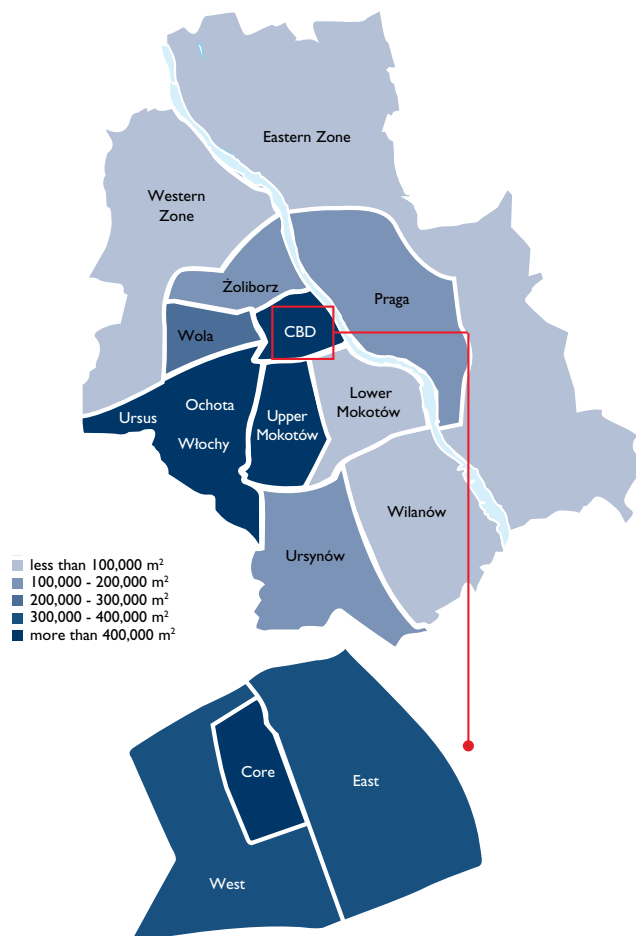 Eastern Zone
Western
Zone
Żoliborz
Praga
Wola
CBD
Lower
Mokotów
Ursus
Ochota
Włochy
Upper
Mokotów
Wilanów
Ursynów
less than 100,000 m²
100,000 - 200,000 m²
200,000 - 300,000 m²
300,000 - 400,000 m²
more than 400,000 m²
Core
East
West